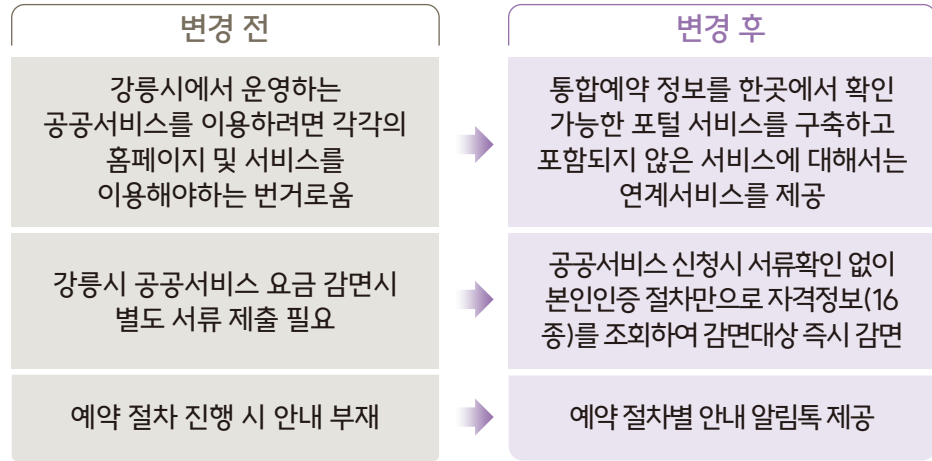 변경 전
변경 후
강릉시에서 운영하는
공공서비스를 이용하려면 각각의
홈페이지 및 서비스를
이용해야하는 번거로움
통합예약 정보를 한곳에서 확인
가능한 포털 서비스를 구축하고
포함되지 않은 서비스에 대해서는
연계서비스를 제공
강릉시 공공서비스 요금 감면시
별도 서류 제출 필요
공공서비스 신청시 서류확인 없이
본인인증 절차만으로 자격정보(16
종)를 조회하여 감면대상 즉시 감면
예약 절차 진행 시 안내 부재
예약 절차별 안내 알림톡 제공